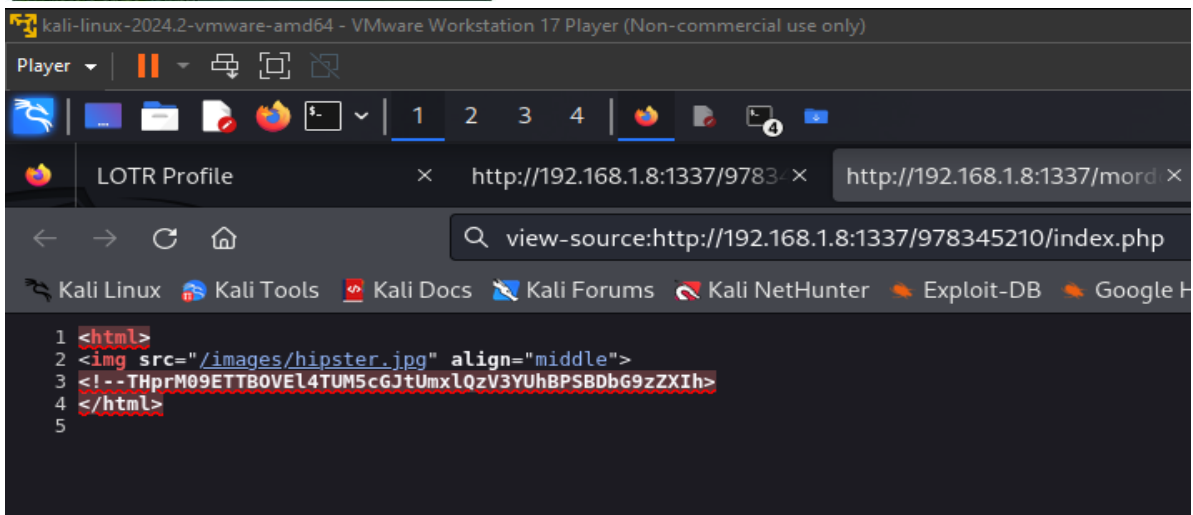 kali-linux-2024.2-vmware-amd64 - VMware Workstation 17 Player (Non-commercial use only)
Player
1 2 3 4 4
LOTR Profile × http://192.168.1.8:1337/9783 × http://192.168.1.8:1337/mord ×
view-source:http://192.168.1.8:1337/978345210/index.php
Kali Linux Kali Tools Kali Docs Kali Forums Kali NetHunter Exploit-DB Google H
1 <html>
2 <img src="/images/hipster.jpg" align="middle">
3 <!--THprM09ETTBOVEl4TUM5cGJtUmxlQzV3YUhBPSBDbG9zZXIh>
4 </html>
5